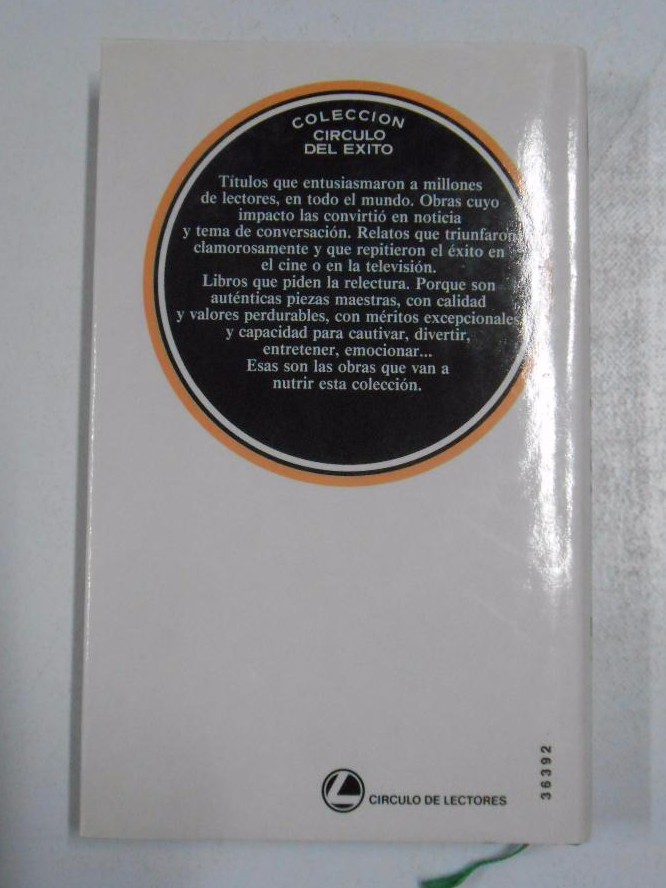 COLECCION
CIRCULO
DEL EXITO
Títulos que entusiasmaron a millones
de lectores, en todo el mundo. Obras cuyo
impacto las convirtió en noticia
y tema de conversación. Relatos que triunfaron
clamorosamente y que repitieron el éxito en
el cine o en la televisión.
Libros que piden la relectura. Porque son
auténticas piezas maestras, con calidad
y valores perdurables, con méritos excepcionales
y capacidad para cautivar, divertir,
entretener, emocionar...
Esas son las obras que van a
nutrir esta colección.
CIRCULO DE LECTORES
36392